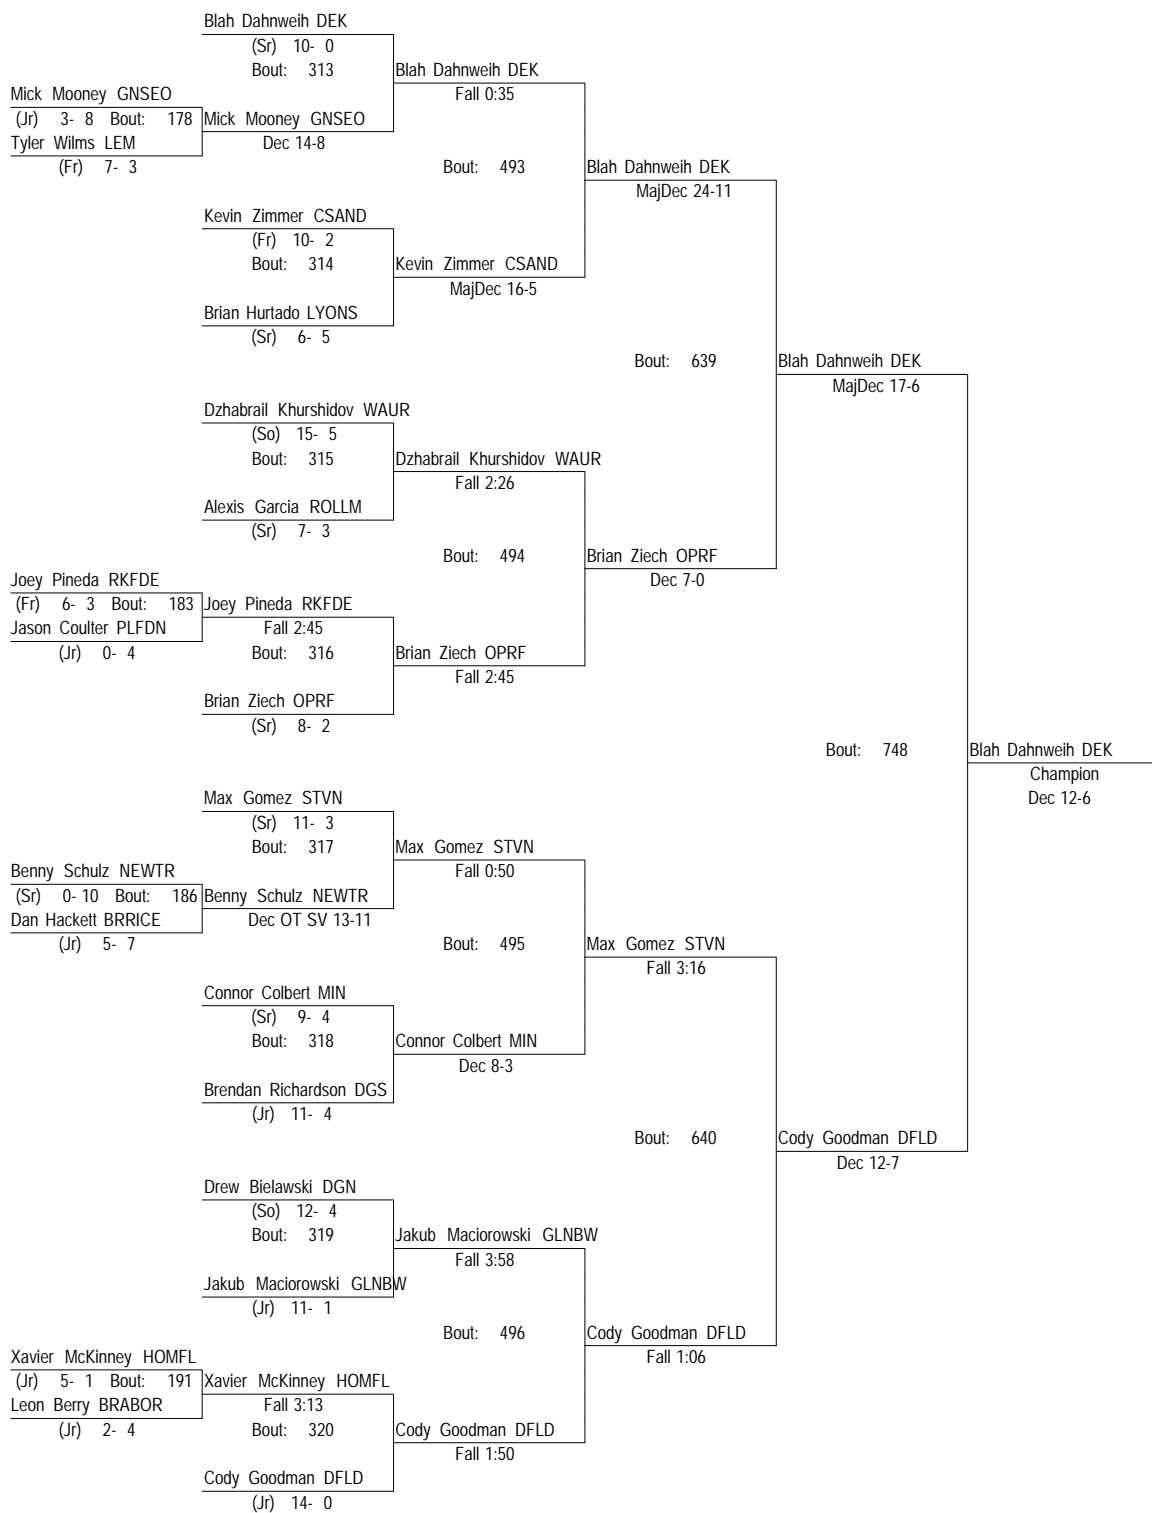 Blah Dahnweih DEK
(Sr) 10- 0
Bout: 313
Blah Dahnweih DEK
Fall 0:35
Mick Mooney GNSEO
(Jr) 3- 8 Bout: 178
Mick Mooney GNSEO
Tyler Wilms LEM
Dec 14-8
(Fr) 7- 3
Bout: 493
Blah Dahnweih DEK
MajDec 24-11
Kevin Zimmer CSAND
(Fr) 10- 2
Bout: 314
Kevin Zimmer CSAND
MajDec 16-5
Brian Hurtado LYONS
(Sr) 6- 5
Bout: 639
Blah Dahnweih DEK
MajDec 17-6
Dzhabrail Khurshidov WAUR
(So) 15- 5
Bout: 315
Dzhabrail Khurshidov WAUR
Fall 2:26
Alexis Garcia ROLLM
(Sr) 7- 3
Bout: 494
Brian Ziech OPRF
Dec 7-0
Joey Pineda RKFDE
(Fr) 6- 3 Bout: 183
Joey Pineda RKFDE
Jason Coulter PLFDN
Fall 2:45
(Jr) 0- 4
Bout: 316
Brian Ziech OPRF
Fall 2:45
Brian Ziech OPRF
(Sr) 8- 2
Bout: 748
Blah Dahnweih DEK
Champion
Dec 12-6
Max Gomez STVN
(Sr) 11- 3
Bout: 317
Max Gomez STVN
Fall 0:50
Benny Schulz NEWTR
(Sr) 0- 10 Bout: 186
Benny Schulz NEWTR
Dan Hackett BRRICE
Dec OT SV 13-11
(Jr) 5- 7
Bout: 495
Max Gomez STVN
Fall 3:16
Connor Colbert MIN
(Sr) 9- 4
Bout: 318
Connor Colbert MIN
Dec 8-3
Brendan Richardson DGS
(Jr) 11- 4
Bout: 640
Cody Goodman DFLD
Dec 12-7
Drew Bielawski DGN
(So) 12- 4
Bout: 319
Jakub Maciorowski GLNBW
Fall 3:58
Jakub Maciorowski GLNBW
(Jr) 11- 1
Bout: 496
Cody Goodman DFLD
Fall 1:06
Xavier McKinney HOMFL
(Jr) 5- 1 Bout: 191
Xavier McKinney HOMFL
Leon Berry BRABOR
Fall 3:13
(Jr) 2- 4
Bout: 320
Cody Goodman DFLD
Fall 1:50
Cody Goodman DFLD
(Jr) 14- 0